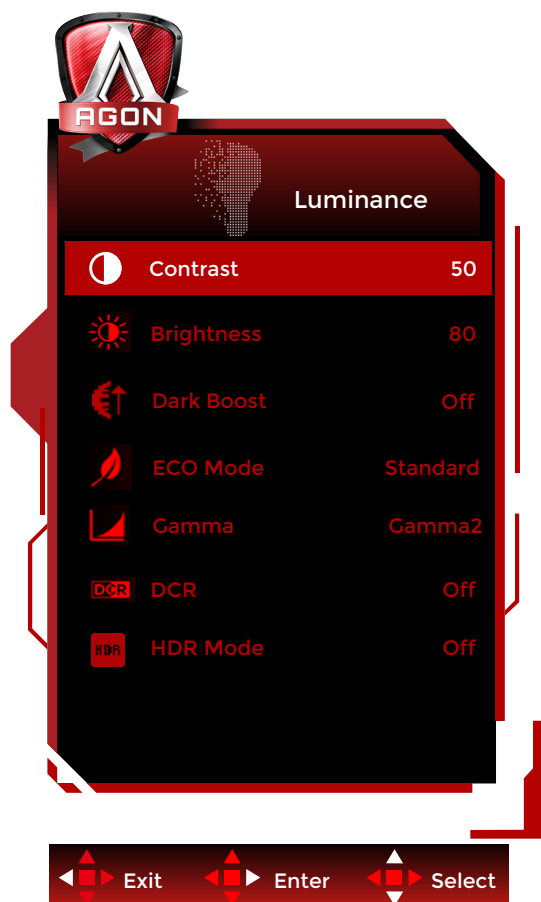 AGON
Luminance
Contrast 50
Brightness 80
Dark Boost Off
ECO Mode Standard
Gamma Gamma2
DCR DCR Off
HDR HDR Mode Off
Exit Enter Select